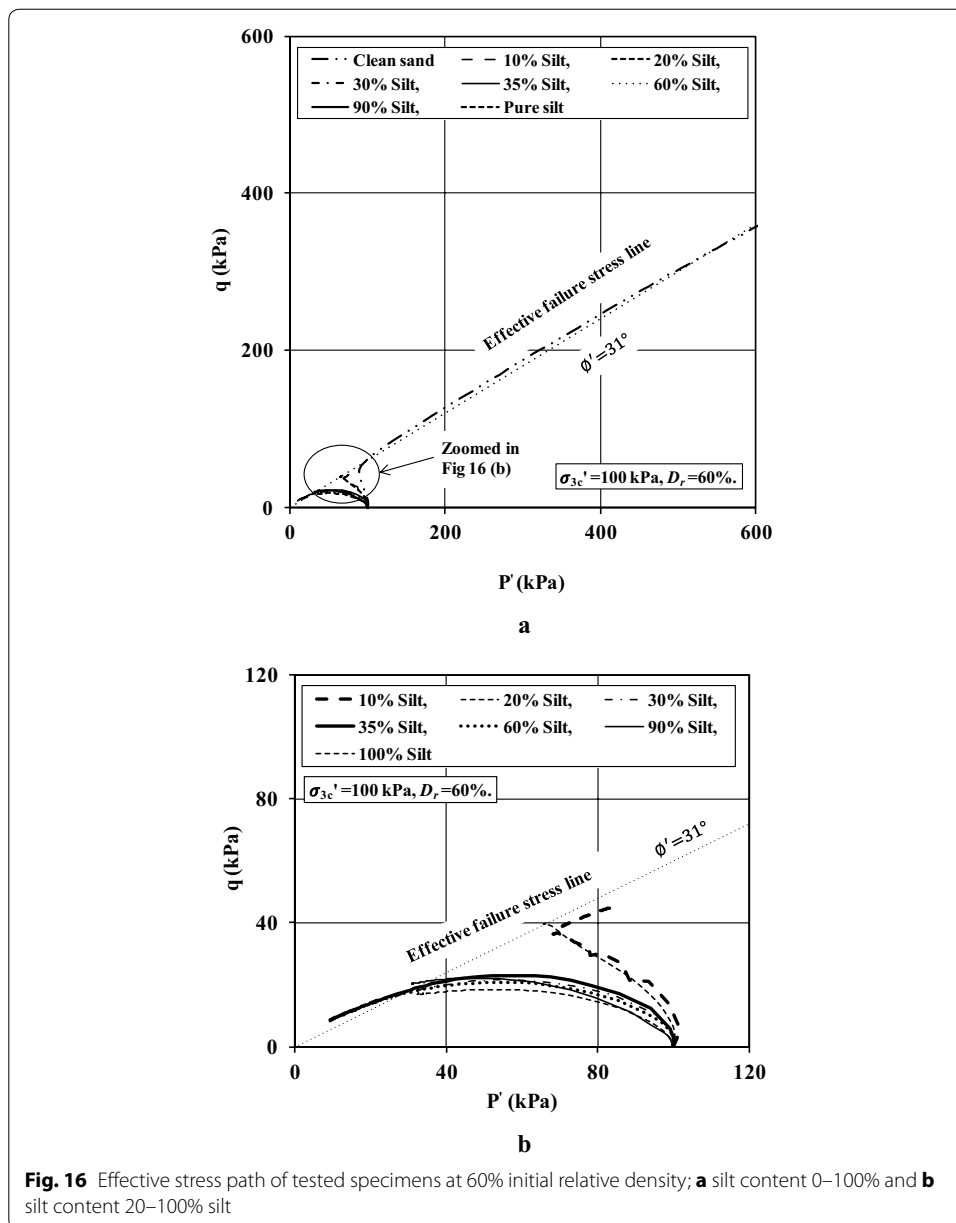 600
Clean sand 10% Silt, 20% Silt,
30% Silt, 35% Silt, 60% Silt,
90% Silt, Pure silt
400
q (kPa)
Effective failure stress line
200
Ø'=31°
Zoomed in
Fig 16 (b)
σ3c'=100 kPa, Dr=60%.
0
0 200 400 600
P' (kPa)
a
120
10% Silt, 20% Silt, 30% Silt,
35% Silt, 60% Silt, 90% Silt,
100% Silt
σ3c'=100 kPa, Dr=60%.
80
q (kPa)
Ø'=31°
Effective failure stress line
40
0
0 40 80 120
P' (kPa)
b
Fig. 16 Effective stress path of tested specimens at 60% initial relative density; a silt content 0–100% and b
silt content 20–100% silt